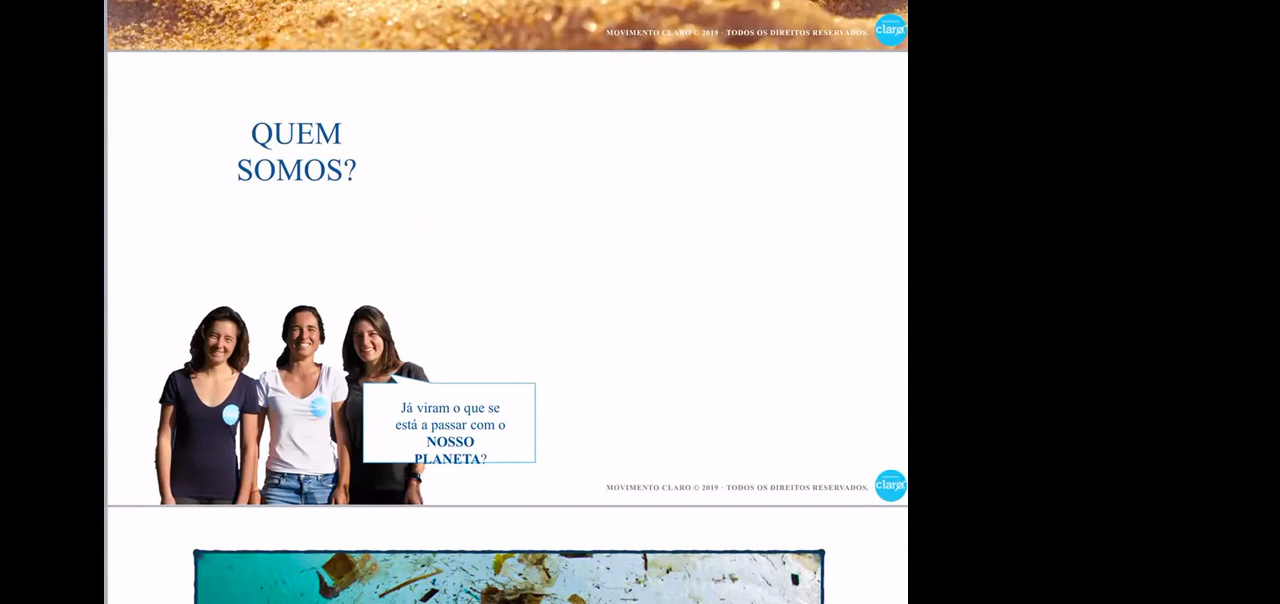 MOVIMENTO CLARO © 2019 · TODOS OS DIREITOS RESERVADOS.
claro
QUEM
SOMOS?
Já viram o que se
está a passar com o
NOSSO
PLANETA?
MOVIMENTO CLARO © 2019 · TODOS OS DIREITOS RESERVADOS.
claro